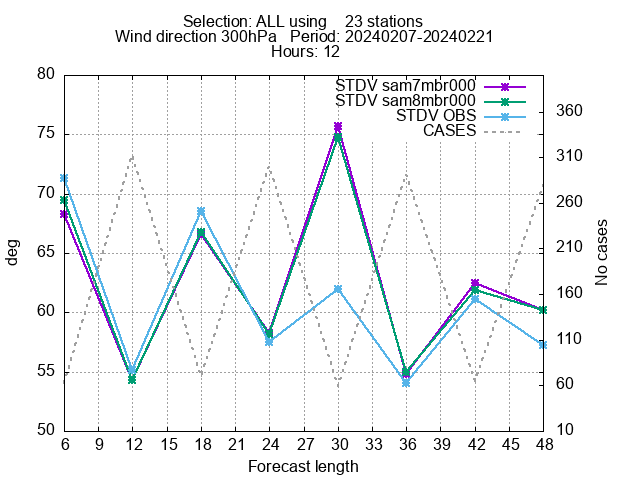 Selection: ALL using    23 stations
Wind direction 300hPa   Period: 20240207-20240221
Hours: 12
STDV sam7mbr000
STDV sam8mbr000
STDV OBS
CASES
80
75
70
65
60
55
50
deg
360
310
260
210
160
110
60
10
No cases
6 9 12 15 18 21 24 27 30 33 36 39 42 45 48
Forecast length